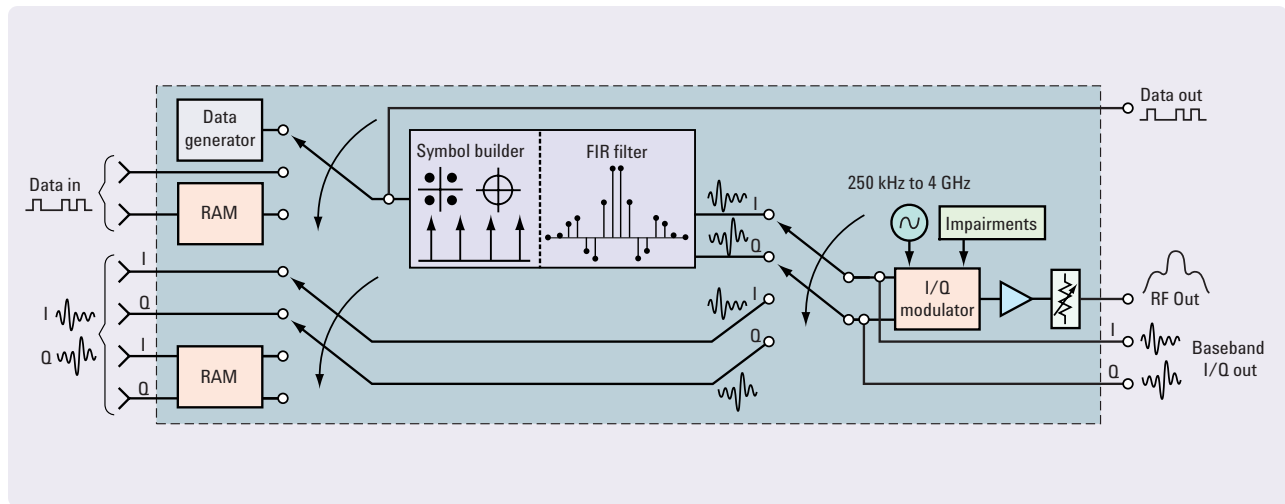 Data
generator
Data in
RAM
Symbol builder
FIR filter
Data out
250 kHz to 4 GHz
Impairments
I
Q
I/Q
modulator
RF Out
I
Q
I
Q
I
Q
I
Q
RAM
I
Q
I
Q
Baseband
I/Q out